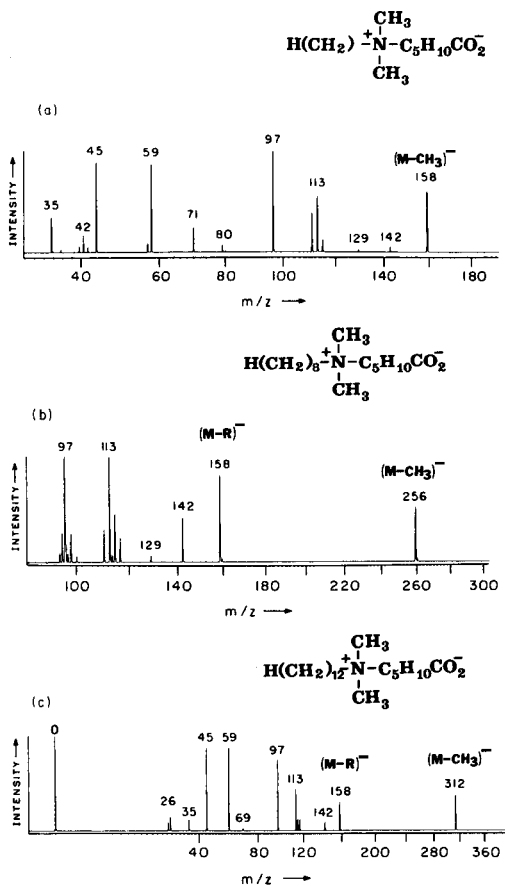 CH3
H(CH2) -N+-C5H10CO2-
CH3
(a)
INTENSITY →
35
42
45
59
71
80
97
113
129
142
(M-CH3)-
158
40 60 80 100 120 140 160 180
m/z →
CH3
H(CH2)8-N+-C5H10CO2-
CH3
(b)
INTENSITY →
97
113
129
142
(M-R)-
158
(M-CH3)-
256
100 140 180 220 260 300
m/z →
CH3
H(CH2)12-N+-C5H10CO2-
CH3
(c)
INTENSITY →
0
26
35
45
59
69
97
113
142
(M-R)-
158
(M-CH3)-
312
40 80 120 200 280 320 360
m/z →